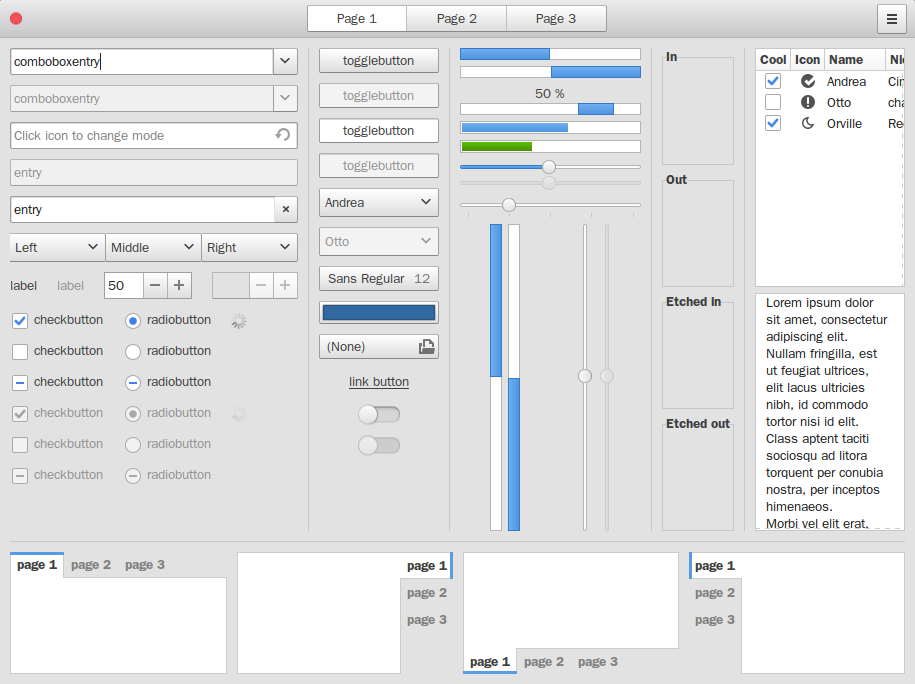 Page 1
Page 2
Page 3
comboboxentry
comboboxentry
Click icon to change mode
entry
entry
Left
Middle
Right
label
label
50
checkbutton
radiobutton
checkbutton
radiobutton
checkbutton
radiobutton
checkbutton
radiobutton
checkbutton
radiobutton
checkbutton
radiobutton
togglebutton
togglebutton
togglebutton
togglebutton
Andrea
Otto
Sans Regular 12
(None)
link button
50 %
In
Out
Etched In
Etched out
Cool Icon Name Ni
Andrea Cin
Otto cha
Orville Re
Lorem ipsum dolor
sit amet, consectetur
adipiscing elit.
Nullam fringilla, est
ut feugiat ultrices,
elit lacus ultricies
nibh, id commodo
tortor nisi id elit.
Class aptent taciti
sociosqu ad litora
torquent per conubia
nostra, per inceptos
himenaeos.
Morbi vel elit erat.
page 1
page 2
page 3
page 1
page 2
page 3
page 1
page 2
page 3
page 1
page 2
page 3